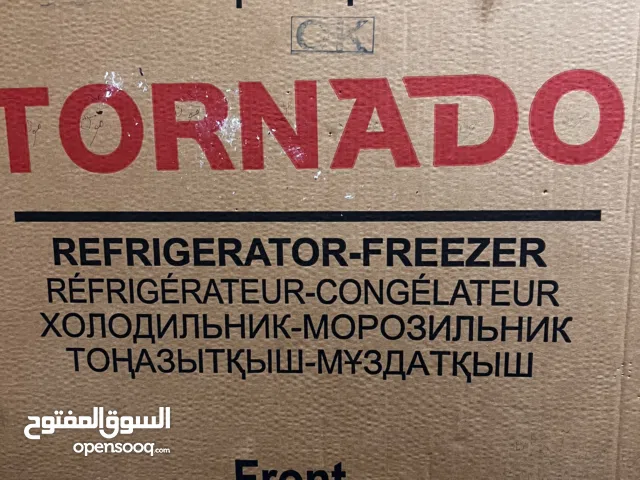 CK
TORNADO
REFRIGERATOR-FREEZER
RÉFRIGÉRATEUR-CONGÉLATEUR
ХОЛОДИЛЬНИК-МОРОЗИЛЬНИК
ТОҢАЗЫТҚЫШ-МҰЗДАТҚЫШ
السوق المفتوح
opensooq.com
Front